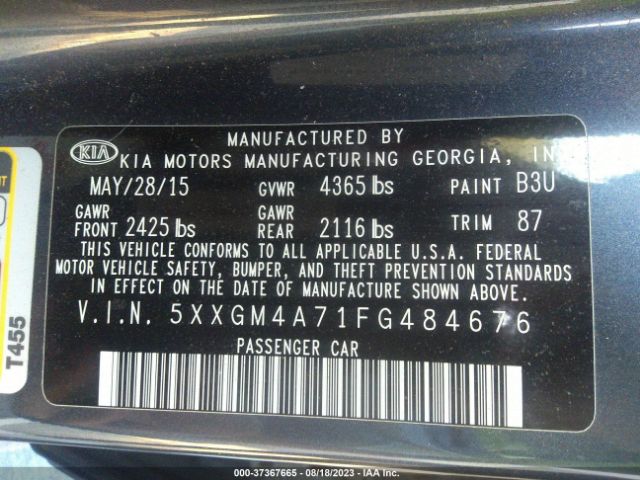 MANUFACTURED BY
KIA KIA MOTORS MANUFACTURING GEORGIA, IN
MAY/28/15 GVWR 4365 lbs PAINT B3U
GAWR FRONT 2425 lbs GAWR REAR 2116 lbs TRIM 87
THIS VEHICLE CONFORMS TO ALL APPLICABLE U.S.A. FEDERAL
MOTOR VEHICLE SAFETY, BUMPER, AND THEFT PREVENTION STANDARDS
IN EFFECT ON THE DATE OF MANUFACTURE SHOWN ABOVE.
V.I.N. 5XXGM4A71FG484676
PASSENGER CAR
T455
000-37367665 - 08/18/2023 - IAA Inc.